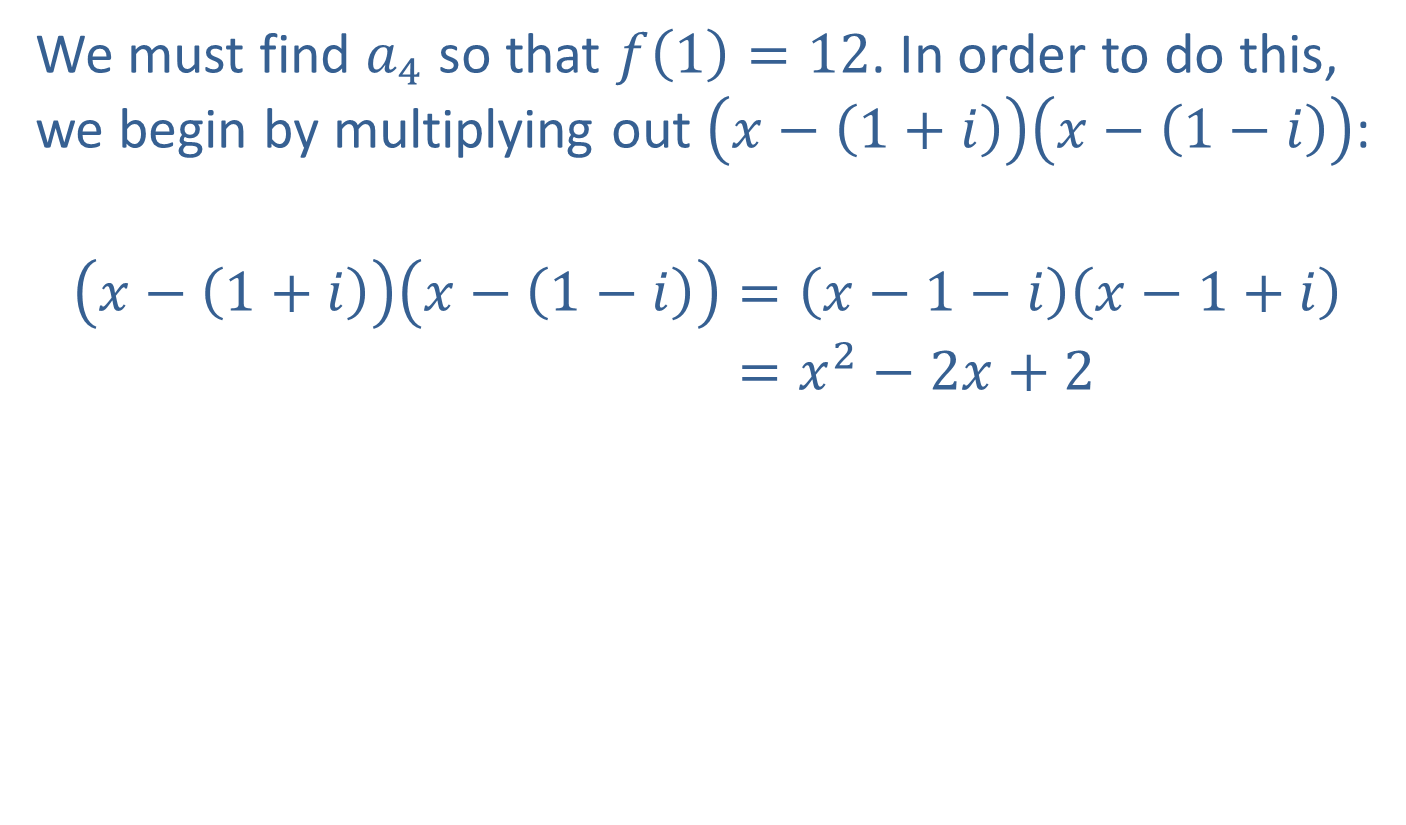 We must find 𝑎₄ so that 𝑓(1) = 12. In order to do this,
we begin by multiplying out (𝑥 − (1 + 𝑖))(𝑥 − (1 − 𝑖)):
(𝑥 − (1 + 𝑖))(𝑥 − (1 − 𝑖)) = (𝑥 − 1 − 𝑖)(𝑥 − 1 + 𝑖)
= 𝑥² − 2𝑥 + 2